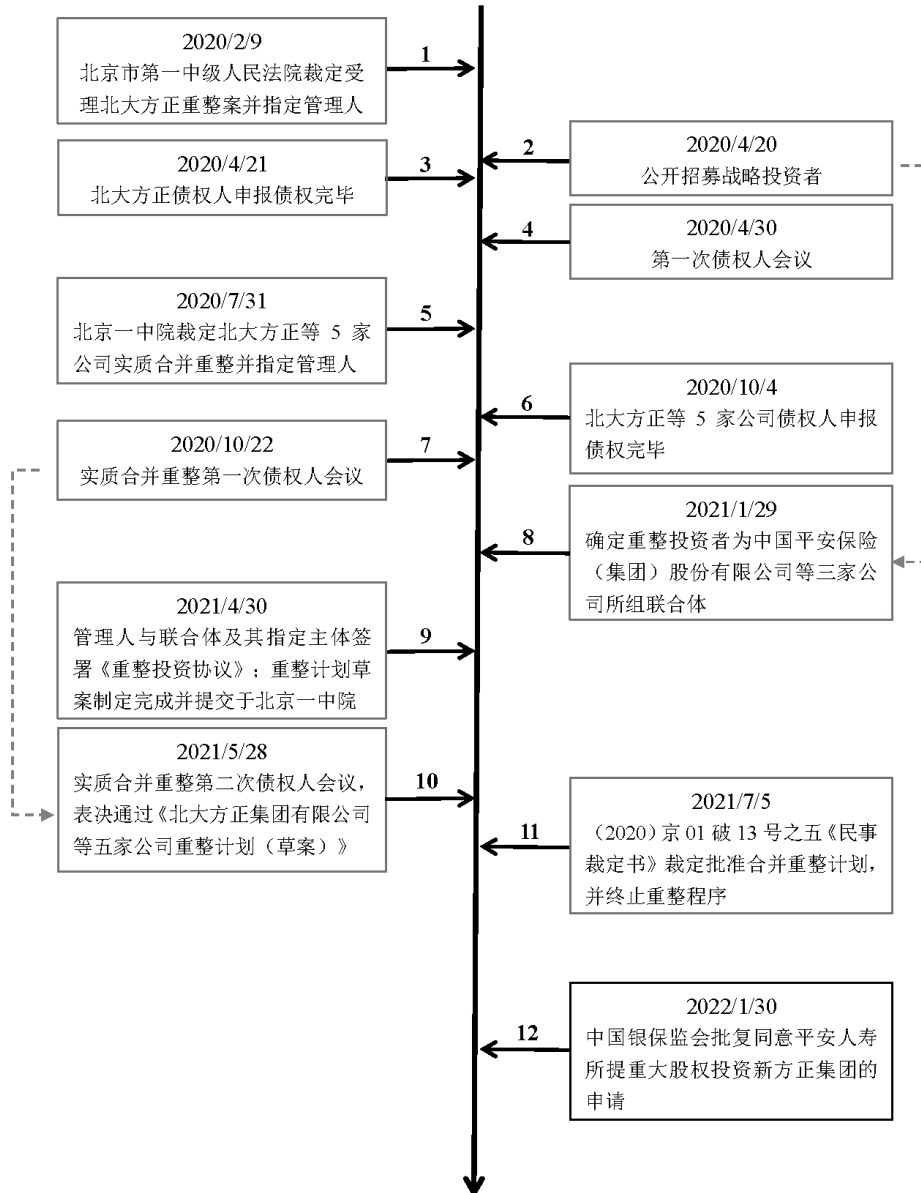 2020/2/9
北京市第一中级人民法院裁定受
理北大方正重整案并指定管理人
1
2020/4/20
公开招募战略投资者
2
2020/4/21
北大方正债权人申报债权完毕
3
2020/4/30
第一次债权人会议
4
2020/7/31
北京一中院裁定北大方正等 5 家
公司实质合并重整并指定管理人
5
2020/10/4
北大方正等 5 家公司债权人申报
债权完毕
6
2020/10/22
实质合并重整第一次债权人会议
7
2021/1/29
确定重整投资者为中国平安保险
（集团）股份有限公司等三家公
司所组联合体
8
2021/4/30
管理人与联合体及其指定主体签
署《重整投资协议》；重整计划草
案制定完成并提交于北京一中院
9
2021/5/28
实质合并重整第二次债权人会议，
表决通过《北大方正集团有限公司
等五家公司重整计划（草案）》
10
2021/7/5
（2020）京 01 破 13 号之五《民事
裁定书》裁定批准合并重整计划，
并终止重整程序
11
2022/1/30
中国银保监会批复同意平安人寿
所提重大股权投资新方正集团的
申请
12